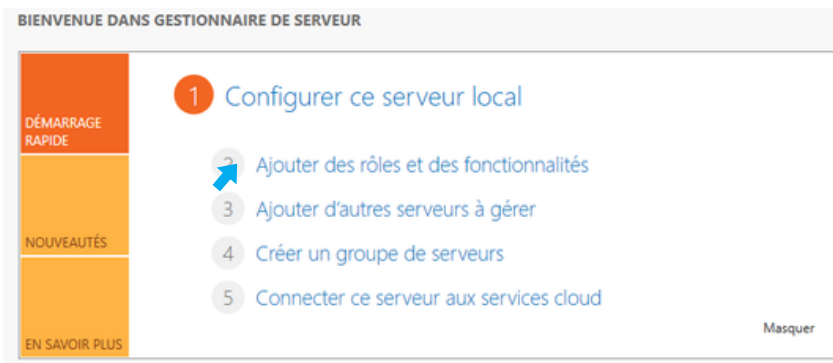 BIENVENUE DANS GESTIONNAIRE DE SERVEUR
1 Configurer ce serveur local
DÉMARRAGE
RAPIDE
2 Ajouter des rôles et des fonctionnalités
3 Ajouter d'autres serveurs à gérer
NOUVEAUTÉS
4 Créer un groupe de serveurs
5 Connecter ce serveur aux services cloud
Masquer
EN SAVOIR PLUS